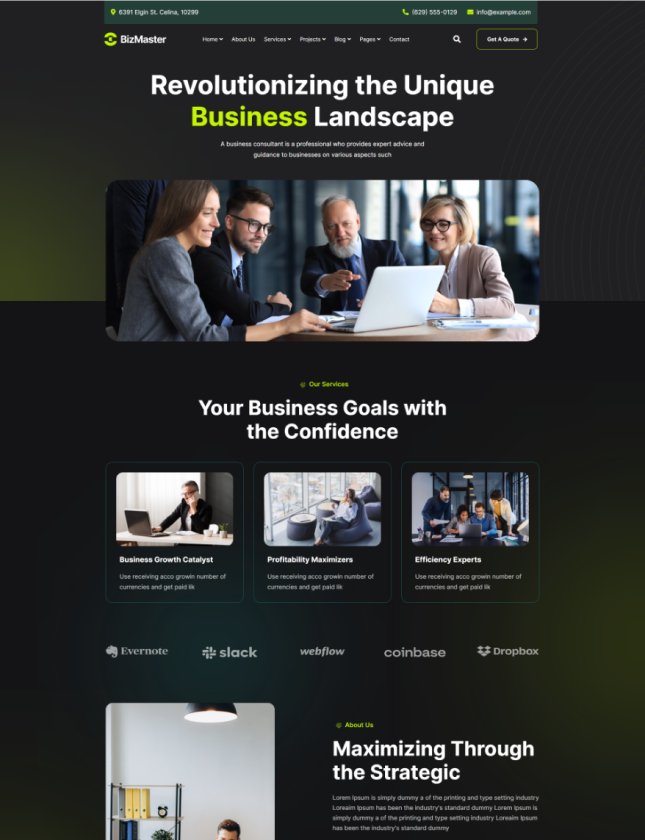 6391 Elgin St. Celina, 10299
(629) 555-0129
info@example.com
BizMaster
Home
About Us
Services
Projects
Blog
Pages
Contact
Get A Quote
Revolutionizing the Unique
Business Landscape
A business consultant is a professional who provides expert advice and
guidance to businesses on various aspects such
Our Services
Your Business Goals with
the Confidence
Business Growth Catalyst
Use receiving acco growin number of
currencies and get paid lik
Profitability Maximizers
Use receiving acco growin number of
currencies and get paid lik
Efficiency Experts
Use receiving acco growin number of
currencies and get paid lik
Evernote
slack
webflow
coinbase
Dropbox
About Us
Maximizing Through
the Strategic
Lorem Ipsum is simply dummy a of the printing and type setting industry
Loreaim Ipsum has been the industry's standard dummy Lorem Ipsum is
simply dummy a of the printing and type setting industry Loreim Ipsum
has been the industry's standard dummy